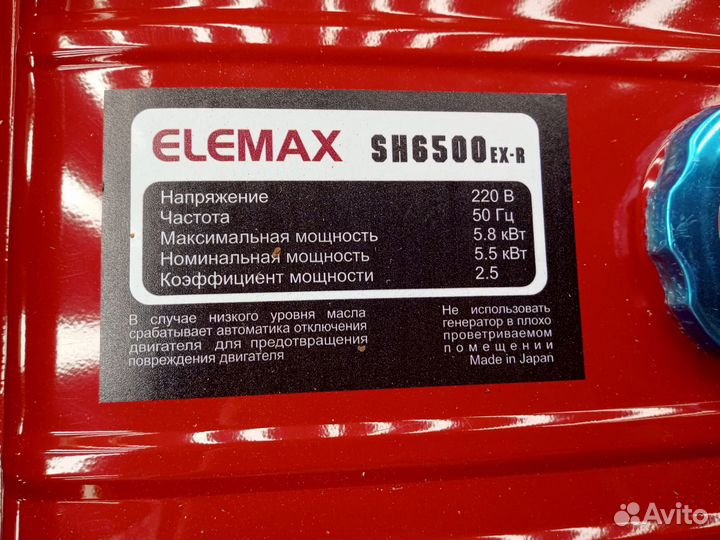 ELEMAX SH6500EX-R
Напряжение 220 В
Частота 50 Гц
Максимальная мощность 5.8 кВт
Номинальная мощность 5.5 кВт
Коэффициент мощности 2.5
В случае низкого уровня масла
срабатывает автоматика отключения
двигателя для предотвращения
повреждения двигателя
Не использовать
генератор в плохо
проветриваемом
помещении
Made in Japan
Avito